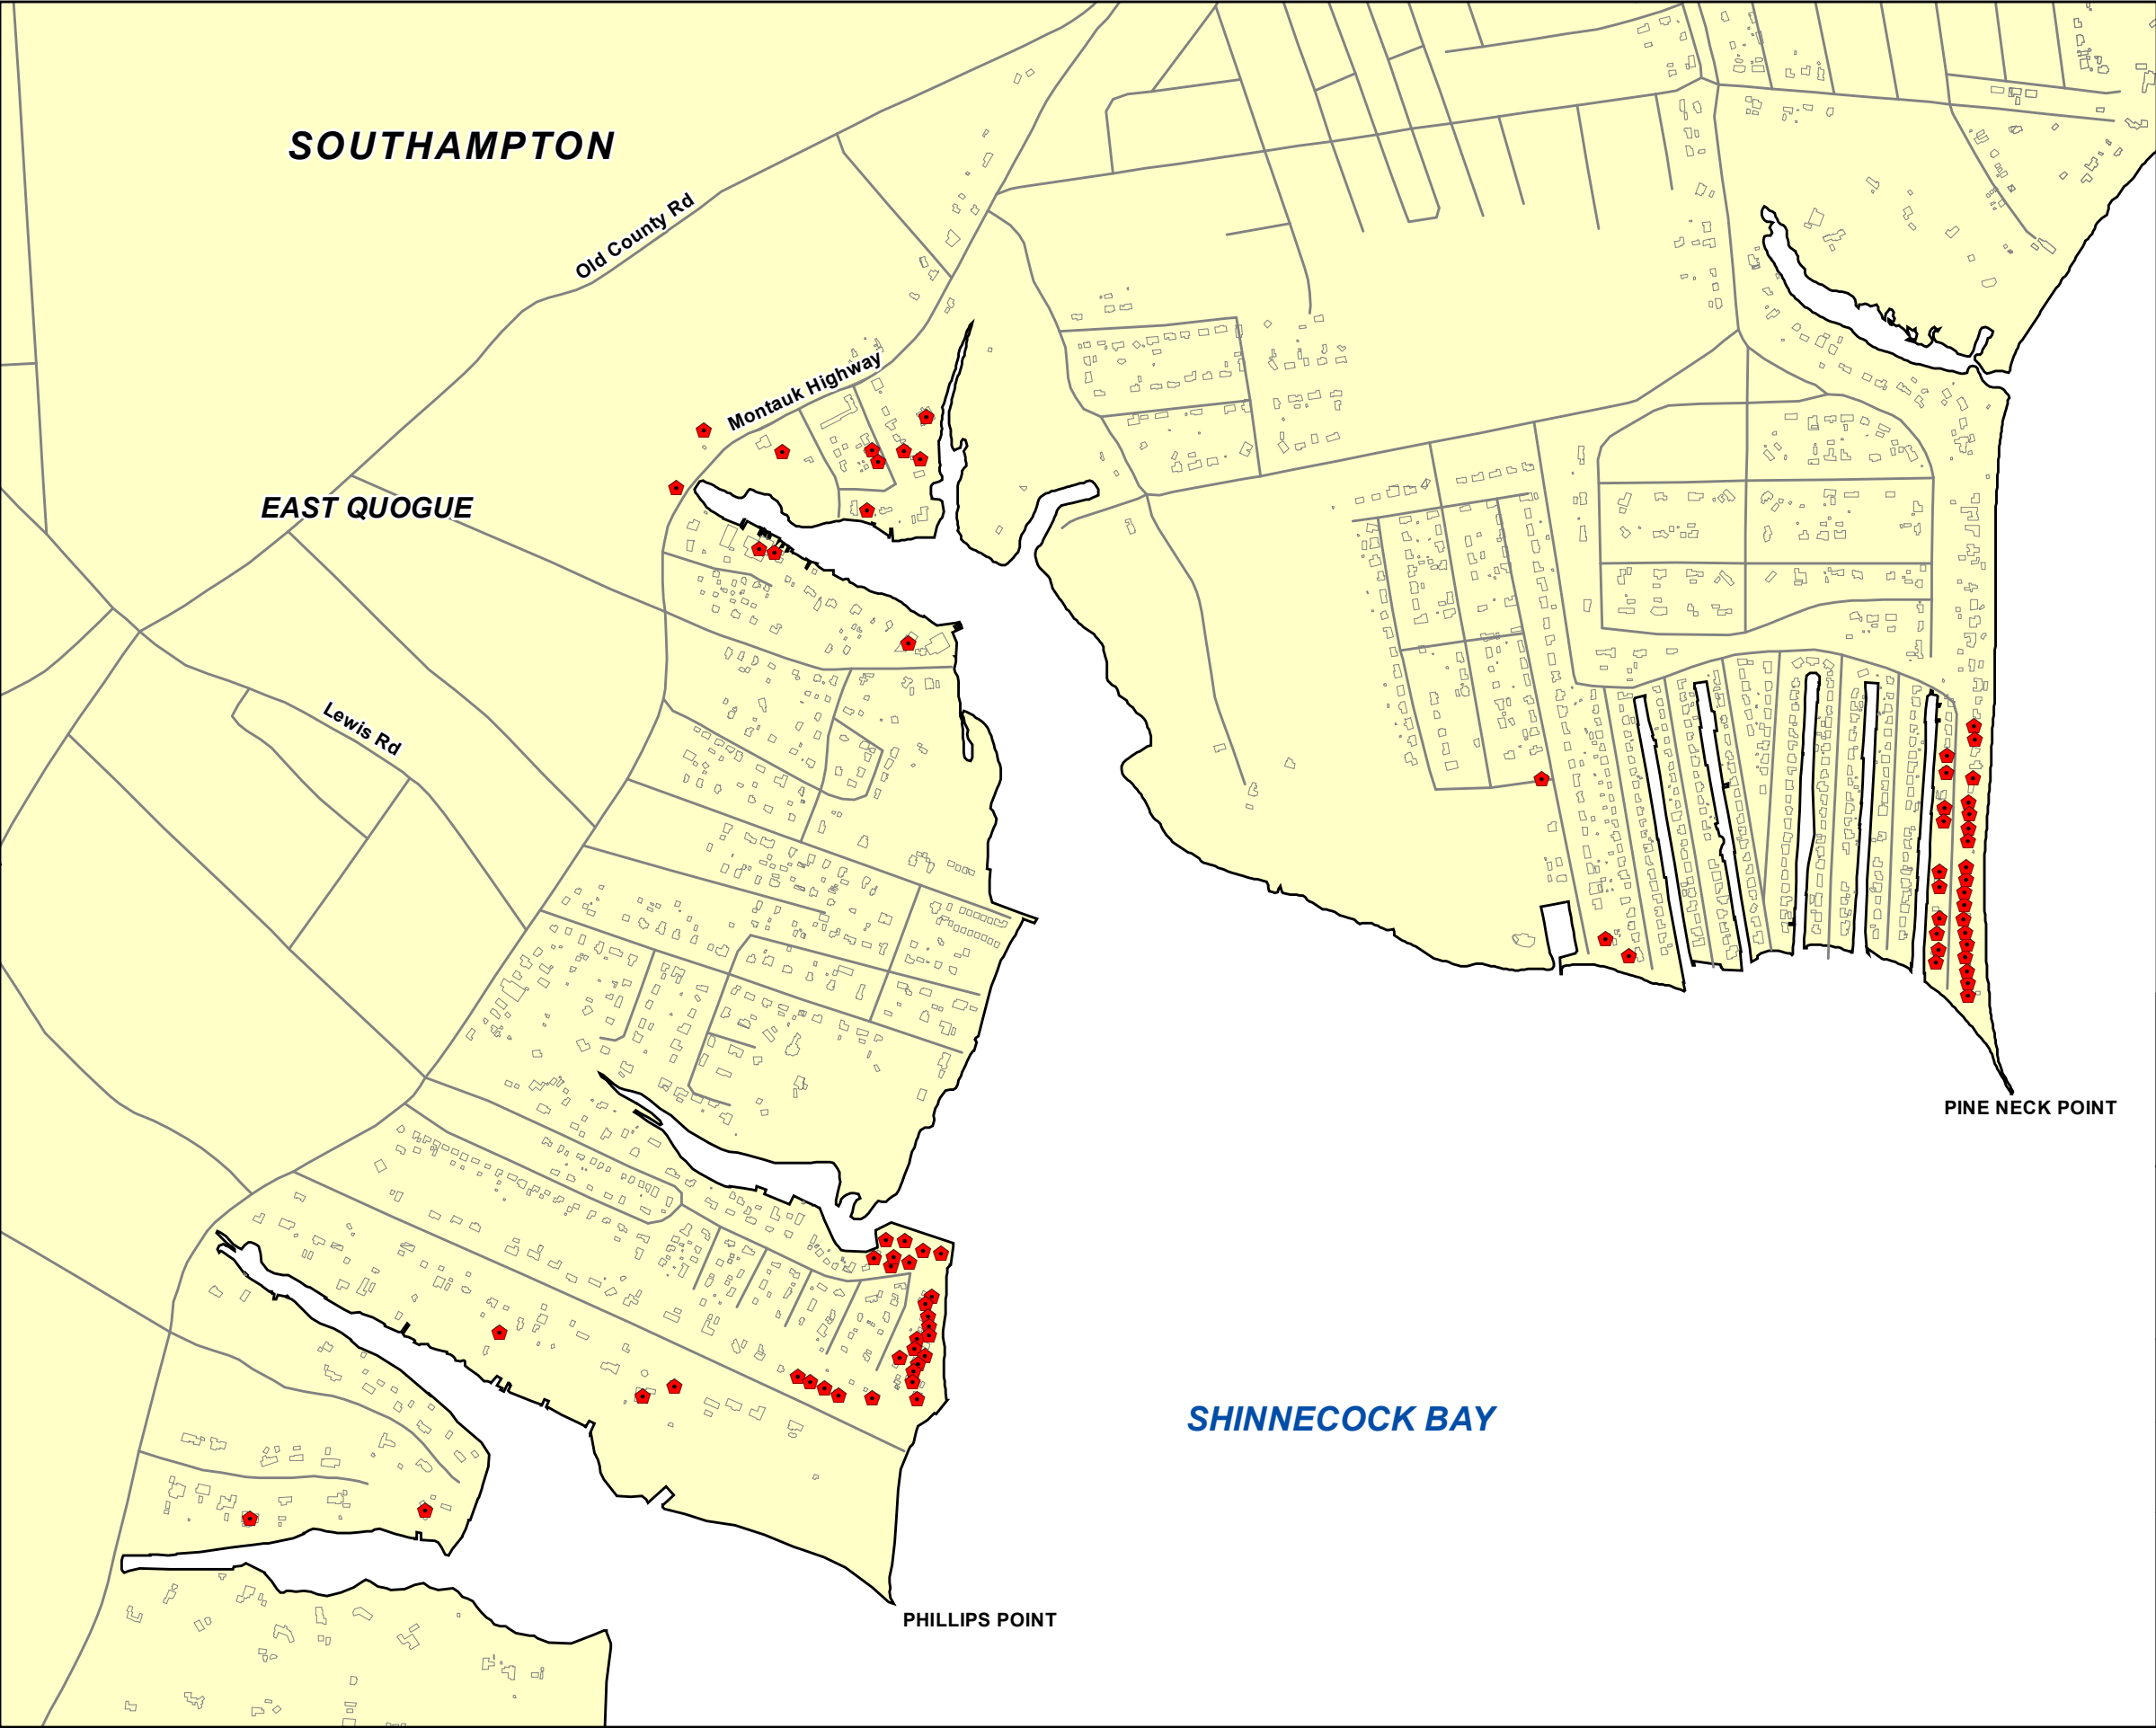 SOUTHAMPTON
Old County Rd
Montauk Highway
EAST QUOGUE
Lewis Rd
PINE NECK POINT
SHINNECOCK BAY
PHILLIPS POINT